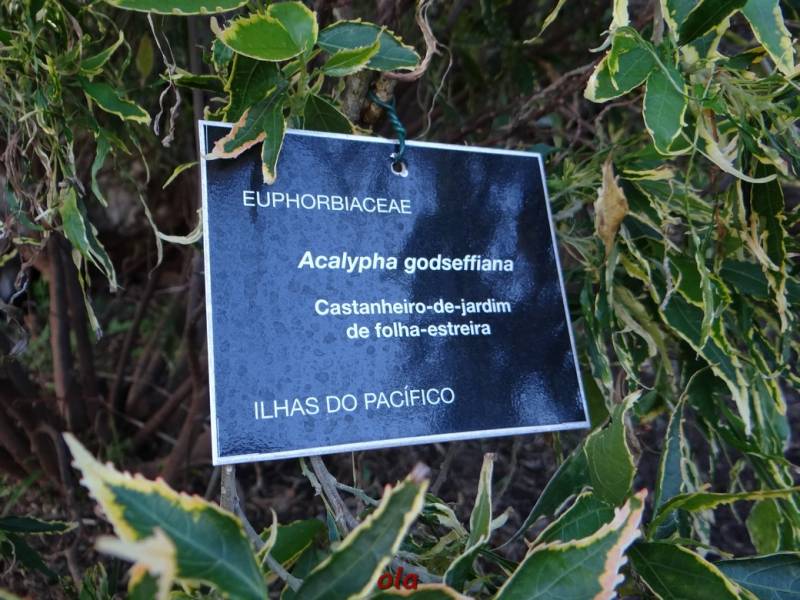 EUPHORBIACEAE
Acalypha godseffiana
Castanheiro-de-jardim
de folha-estreira
ILHAS DO PACÍFICO
ola